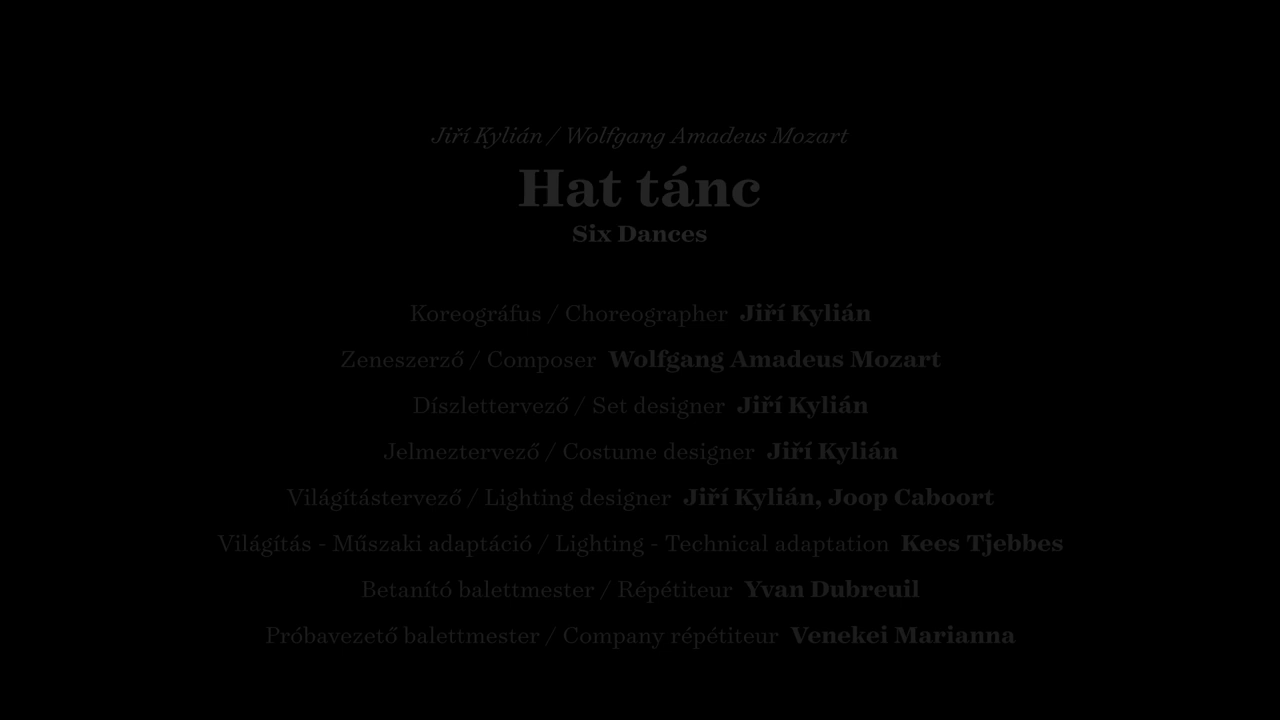 Jiří Kylián / Wolfgang Amadeus Mozart
Hat tánc
Six Dances
Koreográfus / Choreographer Jiří Kylián
Zeneszerző / Composer Wolfgang Amadeus Mozart
Díszlettervező / Set designer Jiří Kylián
Jelmeztervező / Costume designer Jiří Kylián
Világítástervező / Lighting designer Jiří Kylián, Joop Caboort
Világítás - Műszaki adaptáció / Lighting - Technical adaptation Kees Tjebbes
Betanító balettmester / Répétiteur Yvan Dubreuil
Próbavezető balettmester / Company répétiteur Venekei Marianna